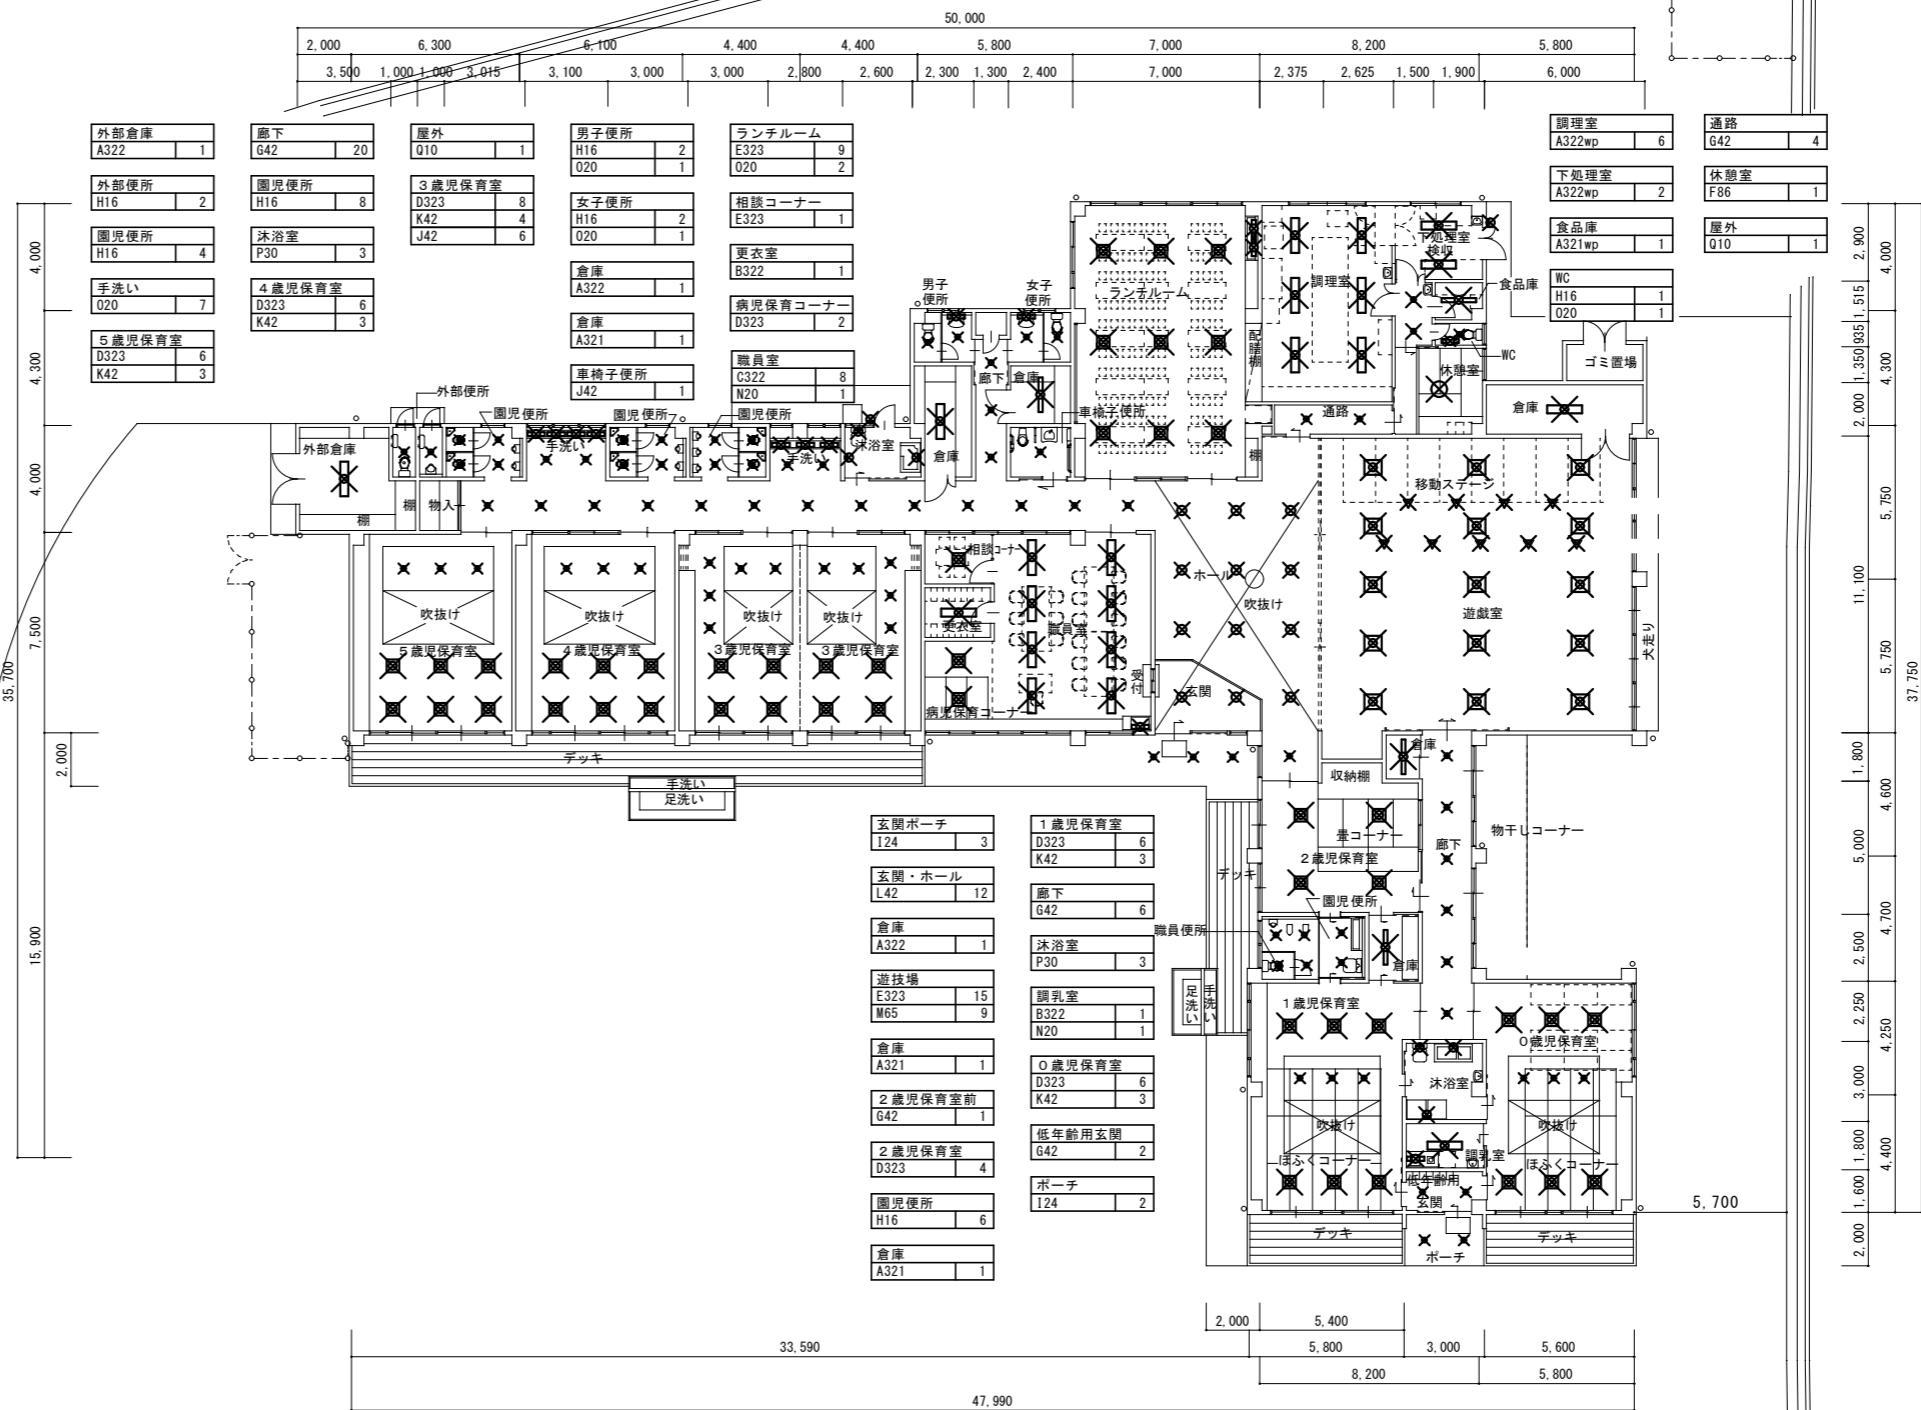 50,000
2,000 6,300 6,100 4,400 4,400 5,800 7,000 8,200 5,800
3,500 1,000 1,000 3,015 3,100 3,000 3,000 2,800 2,600 2,300 1,300 2,400 7,000 2,375 2,625 1,500 1,900 6,000
外部倉庫
A322 1
外部便所
H16 2
園児便所
H16 4
手洗い
O20 7
5歳児保育室
D323 6
K42 3
廊下
G42 20
園児便所
H16 8
沐浴室
P30 3
4歳児保育室
D323 6
K42 3
屋外
Q10 1
3歳児保育室
D323 8
K42 4
J42 6
男子便所
H16 2
O20 1
女子便所
H16 2
O20 1
倉庫
A322 1
倉庫
A321 1
車椅子便所
J42 1
ランチルーム
E323 9
O20 2
相談コーナー
E323 1
更衣室
B322 1
病児保育コーナー
D323 2
職員室
C322 8
N20 1
調理室
A322wp 6
下処理室
A322wp 2
食品庫
A321wp 1
WC
H16 1
O20 1
通路
G42 4
休憩室
F86 1
屋外
Q10 1
男子
便所
女子
便所
ランチルーム
調理室
下処理室
検収
食品庫
WC
配膳棚
休憩室
ゴミ置場
倉庫
通路
廊下
倉庫
車椅子便所
棚
外部便所
園児便所
園児便所
園児便所
外部倉庫
手洗い
手洗い
沐浴室
倉庫
棚
棚
物入
移動ステージ
相談コーナー
ホール
吹抜け
遊戯室
犬走り
吹抜け
吹抜け
吹抜け
吹抜け
更衣室
職員室
5歳児保育室
4歳児保育室
3歳児保育室
3歳児保育室
受付
玄関
病児保育コーナー
デッキ
手洗い
足洗い
倉庫
収納棚
畳コーナー
廊下
物干しコーナー
2歳児保育室
デッキ
園児便所
職員便所
倉庫
足洗い
手洗い
1歳児保育室
0歳児保育室
沐浴室
吹抜け
吹抜け
調乳室
ほふくコーナー
ほふくコーナー
低年齢用
玄関
デッキ
デッキ
ポーチ
玄関ポーチ
I24 3
玄関・ホール
L42 12
倉庫
A322 1
遊技場
E323 15
M65 9
倉庫
A321 1
2歳児保育室前
G42 1
2歳児保育室
D323 4
園児便所
H16 6
倉庫
A321 1
1歳児保育室
D323 6
K42 3
廊下
G42 6
沐浴室
P30 3
調乳室
B322 1
N20 1
0歳児保育室
D323 6
K42 3
低年齢用玄関
G42 2
ポーチ
I24 2
35,700
4,000
4,300
4,000
7,500
2,000
15,900
2,900
1,515
935
1,350
2,000
11,100
1,800
5,000
2,500
2,250
3,000
1,800
1,600
2,000
4,000
4,300
5,750
5,750
4,600
4,700
4,250
4,400
37,750
5,700
2,000 5,400
33,590 5,800 3,000 5,600
8,200 5,800
47,990